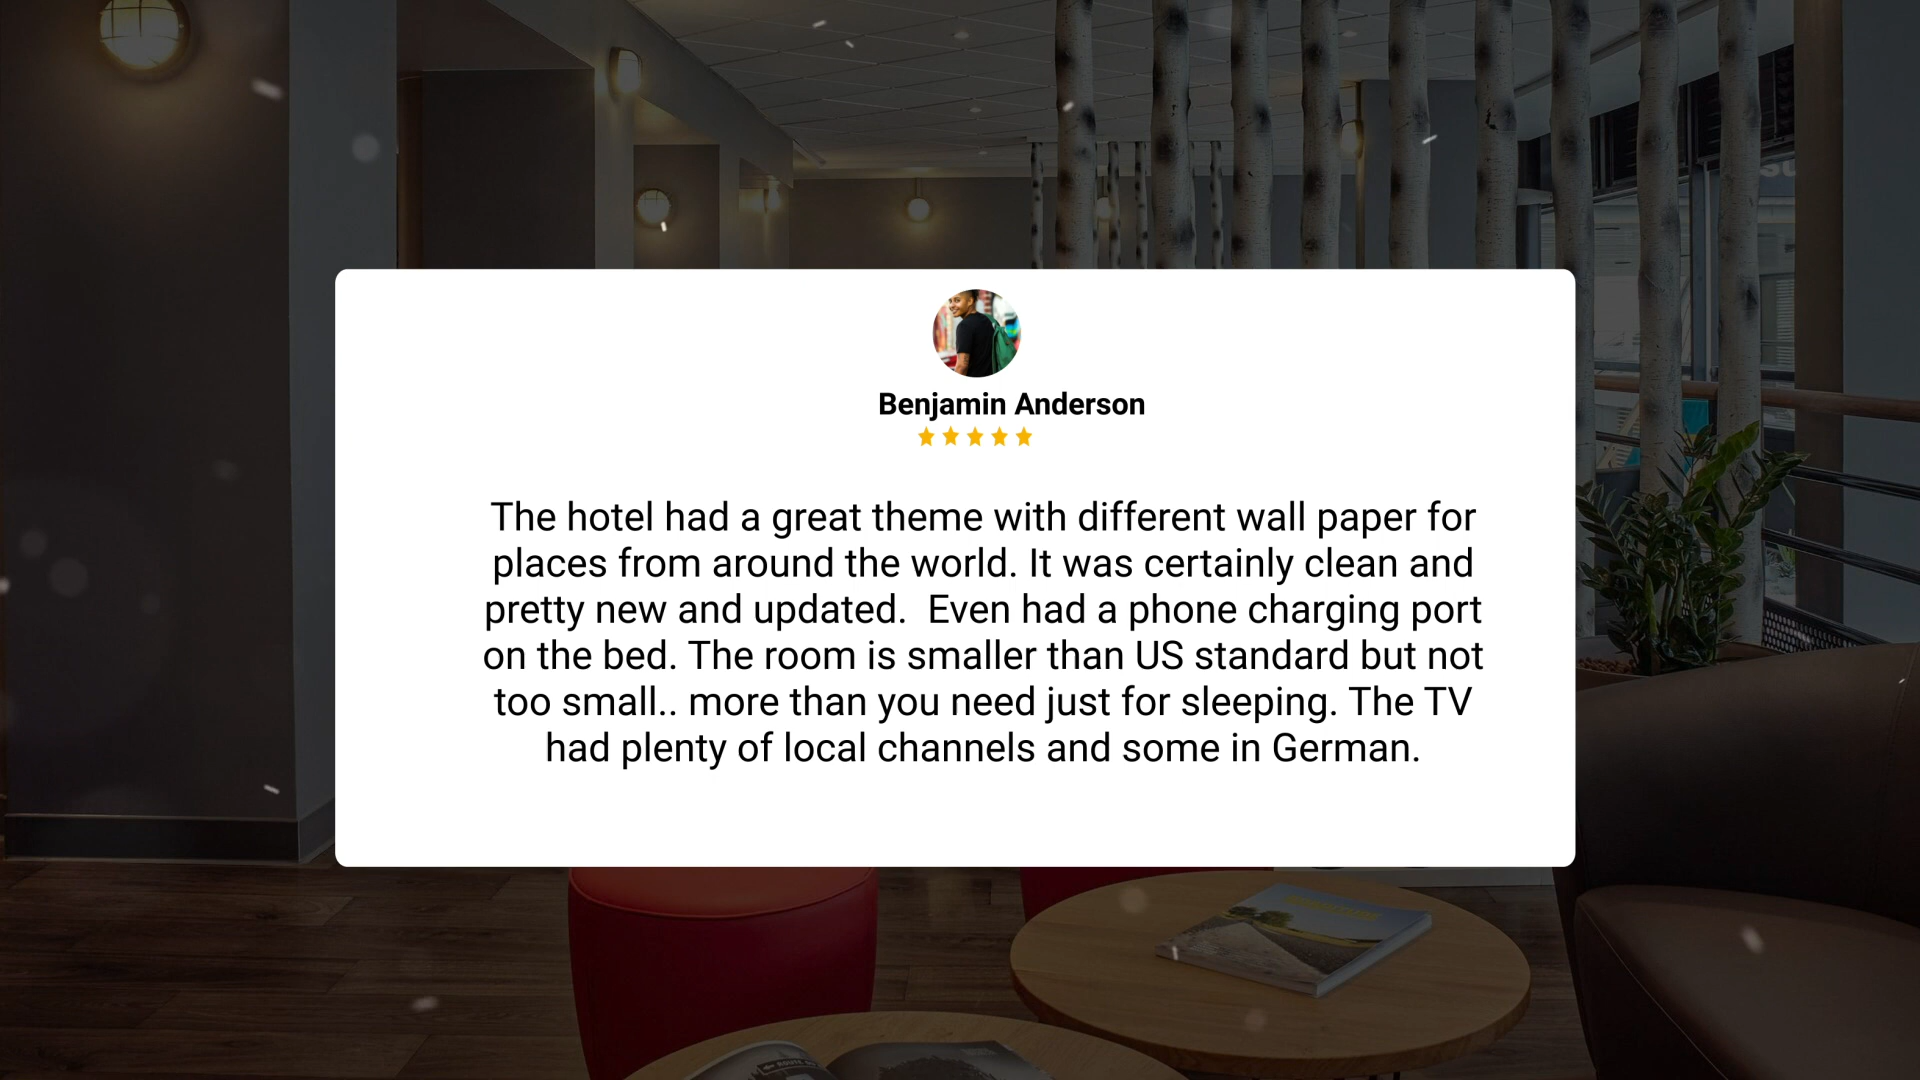 Benjamin Anderson
The hotel had a great theme with different wall paper for
places from around the world. It was certainly clean and
pretty new and updated.  Even had a phone charging port
on the bed. The room is smaller than US standard but not
too small.. more than you need just for sleeping. The TV
had plenty of local channels and some in German.